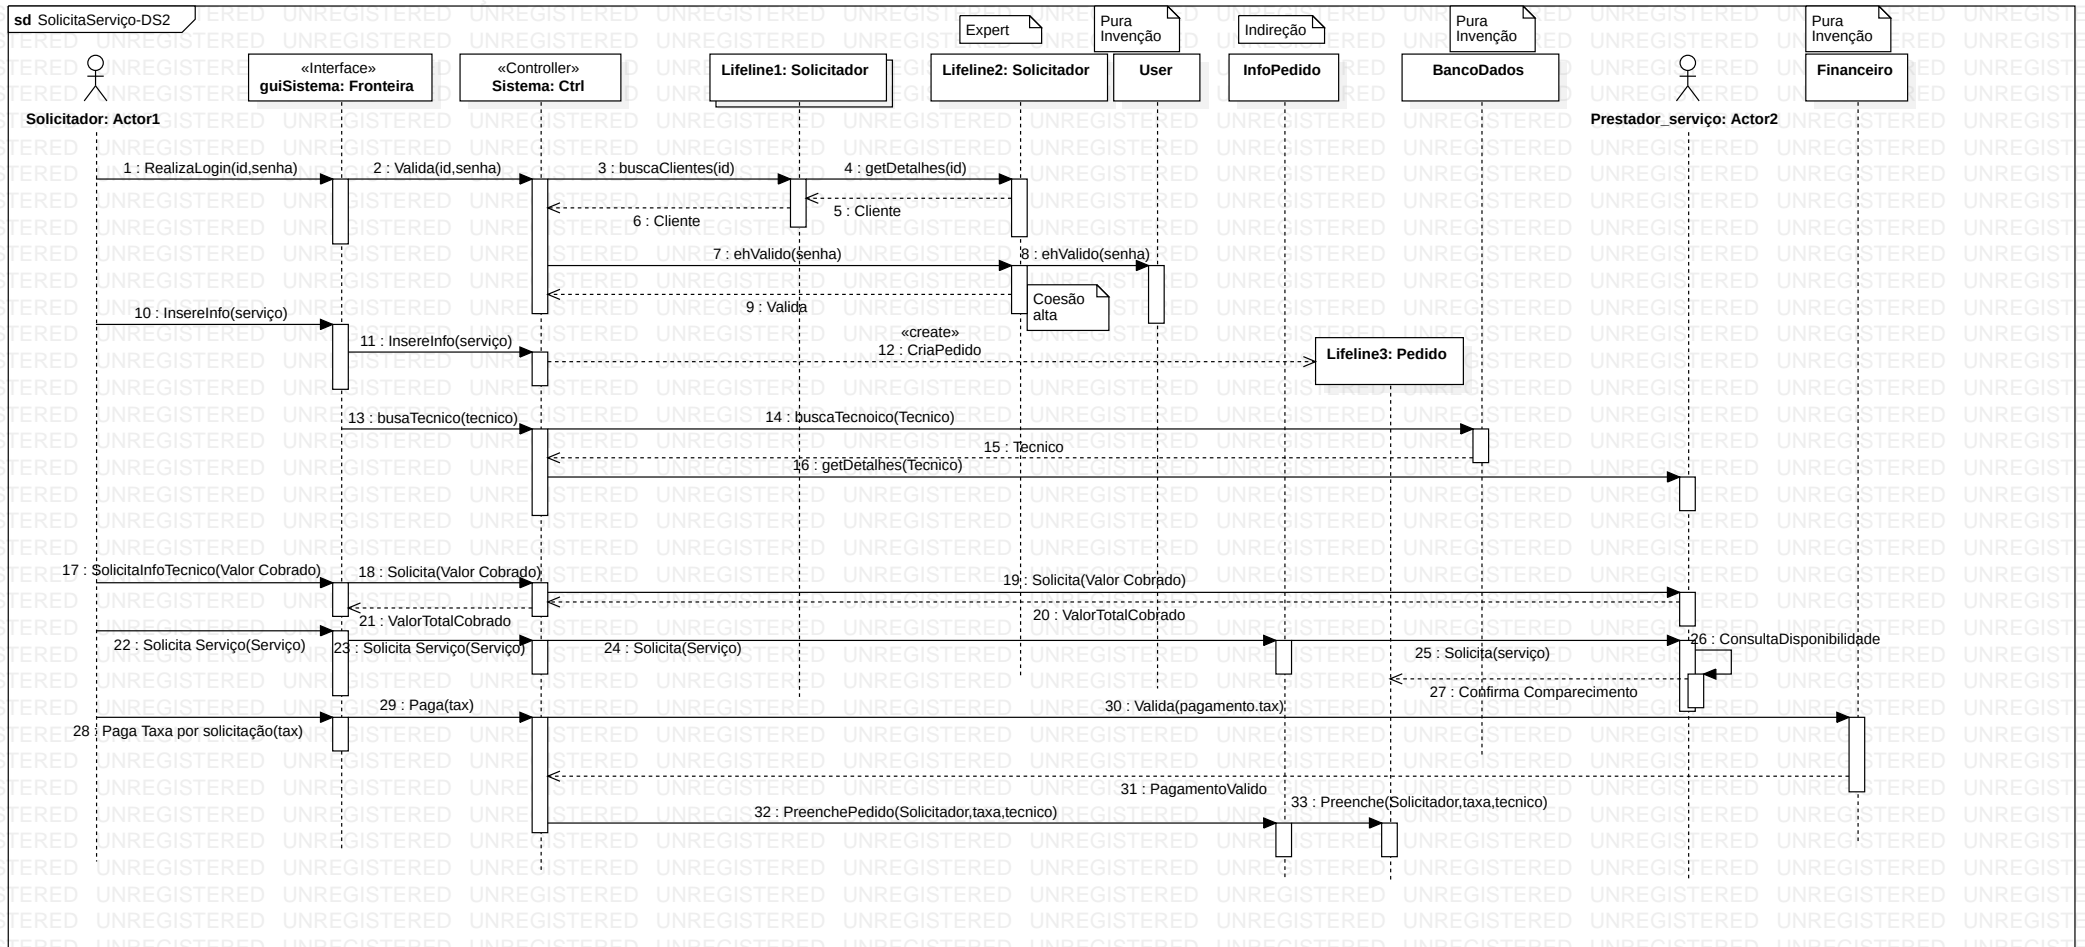 sd SolicitaServiço-DS2
Expert
Pura
Invenção
Indireção
Pura
Invenção
Pura
Invenção
Solicitador: Actor1
«Interface»
guiSistema: Fronteira
«Controller»
Sistema: Ctrl
Lifeline1: Solicitador
Lifeline2: Solicitador
User
InfoPedido
BancoDados
Prestador_serviço: Actor2
Financeiro
1 : RealizaLogin(id,senha)
2 : Valida(id,senha)
3 : buscaClientes(id)
4 : getDetalhes(id)
5 : Cliente
6 : Cliente
7 : ehValido(senha)
8 : ehValido(senha)
9 : Valida
Coesão
alta
10 : InsereInfo(serviço)
11 : InsereInfo(serviço)
«create»
12 : CriaPedido
Lifeline3: Pedido
13 : busaTecnico(tecnico)
14 : buscaTecnoico(Tecnico)
15 : Tecnico
16 : getDetalhes(Tecnico)
17 : SolicitaInfoTecnico(Valor Cobrado)
18 : Solicita(Valor Cobrado)
19 : Solicita(Valor Cobrado)
20 : ValorTotalCobrado
21 : ValorTotalCobrado
22 : Solicita Serviço(Serviço)
23 : Solicita Serviço(Serviço)
24 : Solicita(Serviço)
25 : Solicita(serviço)
26 : ConsultaDisponibilidade
27 : Confirma Comparecimento
28 : Paga Taxa por solicitação(tax)
29 : Paga(tax)
30 : Valida(pagamento.tax)
31 : PagamentoValido
32 : PreenchePedido(Solicitador,taxa,tecnico)
33 : Preenche(Solicitador,taxa,tecnico)
UNREGISTERED